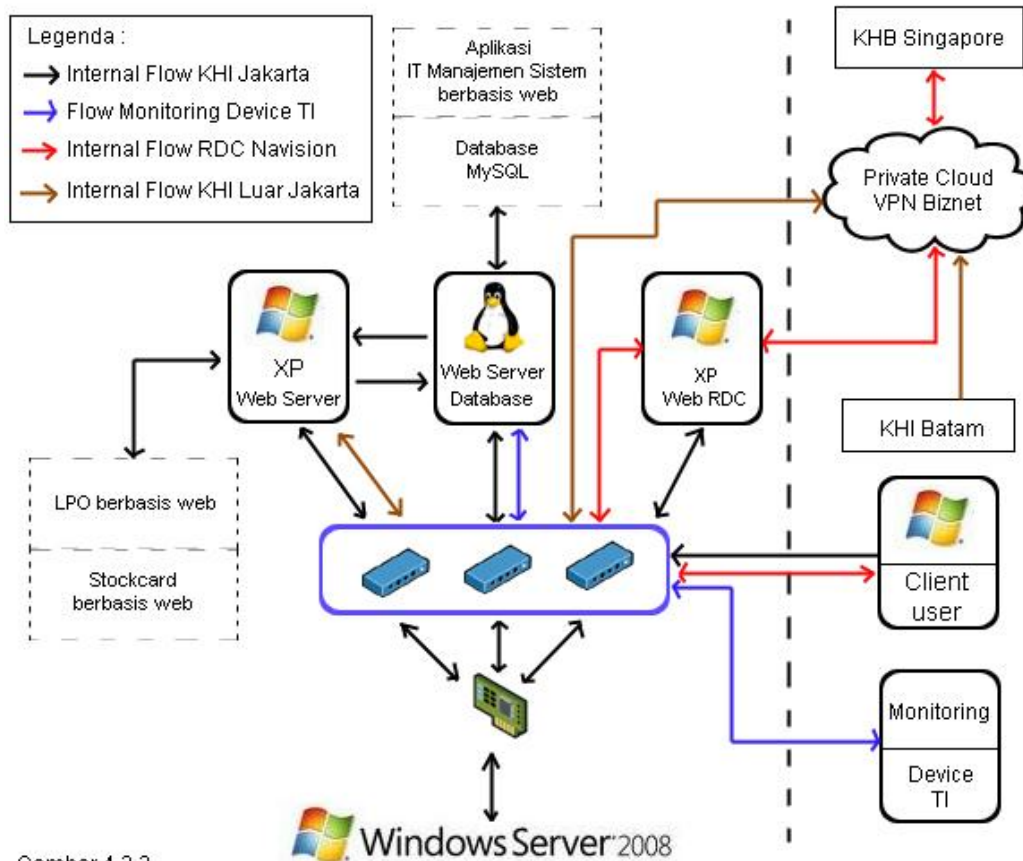 Legenda :
Internal Flow KHI Jakarta
Flow Monitoring Device TI
Internal Flow RDC Navision
Internal Flow KHI Luar Jakarta
Aplikasi
IT Manajemen Sistem
berbasis web
Database
MySQL
KHB Singapore
Private Cloud
VPN Biznet
XP
Web Server
Web Server
Database
XP
Web RDC
KHI Batam
LPO berbasis web
Stockcard
berbasis web
Client
user
Monitoring
Device
TI
Windows Server 2008